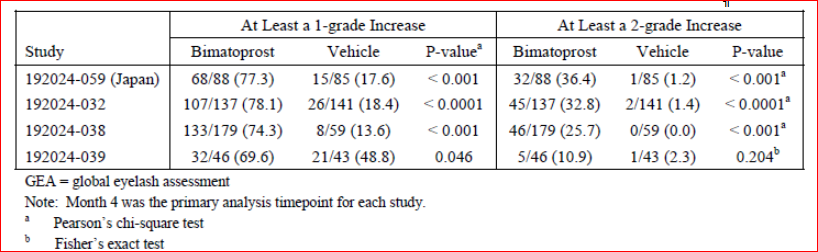 At Least a 1-grade Increase At Least a 2-grade Increase
Study Bimatoprost Vehicle P-valueᵃ Bimatoprost Vehicle P-value
192024-059 (Japan) 68/88 (77.3) 15/85 (17.6) < 0.001 32/88 (36.4) 1/85 (1.2) < 0.001ᵃ
192024-032 107/137 (78.1) 26/141 (18.4) < 0.0001 45/137 (32.8) 2/141 (1.4) < 0.0001ᵃ
192024-038 133/179 (74.3) 8/59 (13.6) < 0.001 46/179 (25.7) 0/59 (0.0) < 0.001ᵃ
192024-039 32/46 (69.6) 21/43 (48.8) 0.046 5/46 (10.9) 1/43 (2.3) 0.204ᵇ
GEA = global eyelash assessment
Note: Month 4 was the primary analysis timepoint for each study.
ᵃ Pearson's chi-square test
ᵇ Fisher's exact test